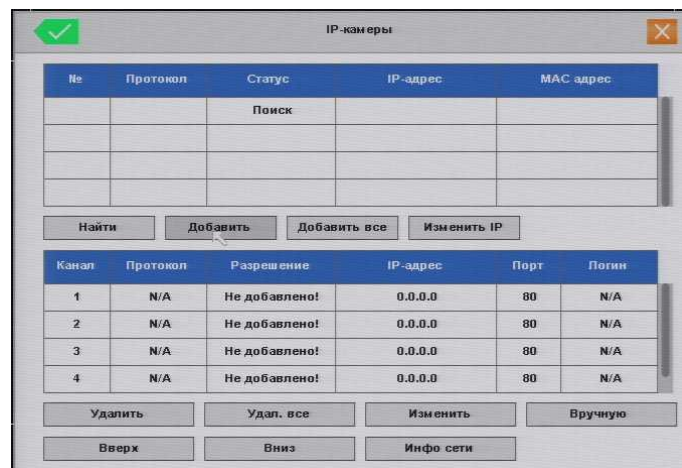 IP-камеры
№ Протокол Статус IP-адрес MAC адрес
Поиск
Найти Добавить Добавить все Изменить IP
Канал Протокол Разрешение IP-адрес Порт Логин
1 N/A Не добавлено! 0.0.0.0 80 N/A
2 N/A Не добавлено! 0.0.0.0 80 N/A
3 N/A Не добавлено! 0.0.0.0 80 N/A
4 N/A Не добавлено! 0.0.0.0 80 N/A
Удалить Удал. все Изменить Вручную
Вверх Вниз Инфо сети